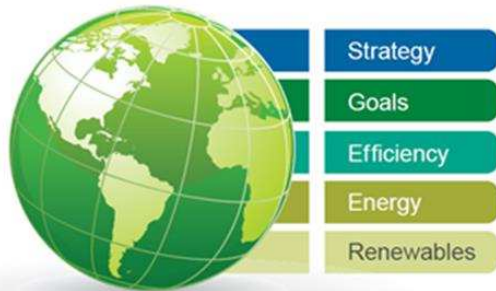 Strategy
Goals
Efficiency
Energy
Renewables